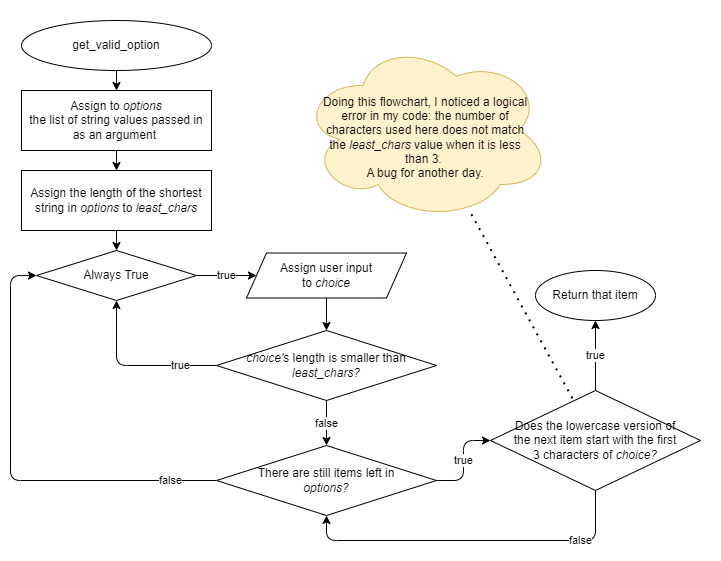 get_valid_option
Assign to options
the list of string values passed in
as an argument
Doing this flowchart, I noticed a logical
error in my code: the number of
characters used here does not match
the least_chars value when it is less
than 3.
A bug for another day.
Assign the length of the shortest
string in options to least_chars
Always True
true
Assign user input
to choice
Return that item
choice's length is smaller than
least_chars?
true
true
false
Does the lowercase version of
the next item start with the first
3 characters of choice?
There are still items left in
options?
true
false
false